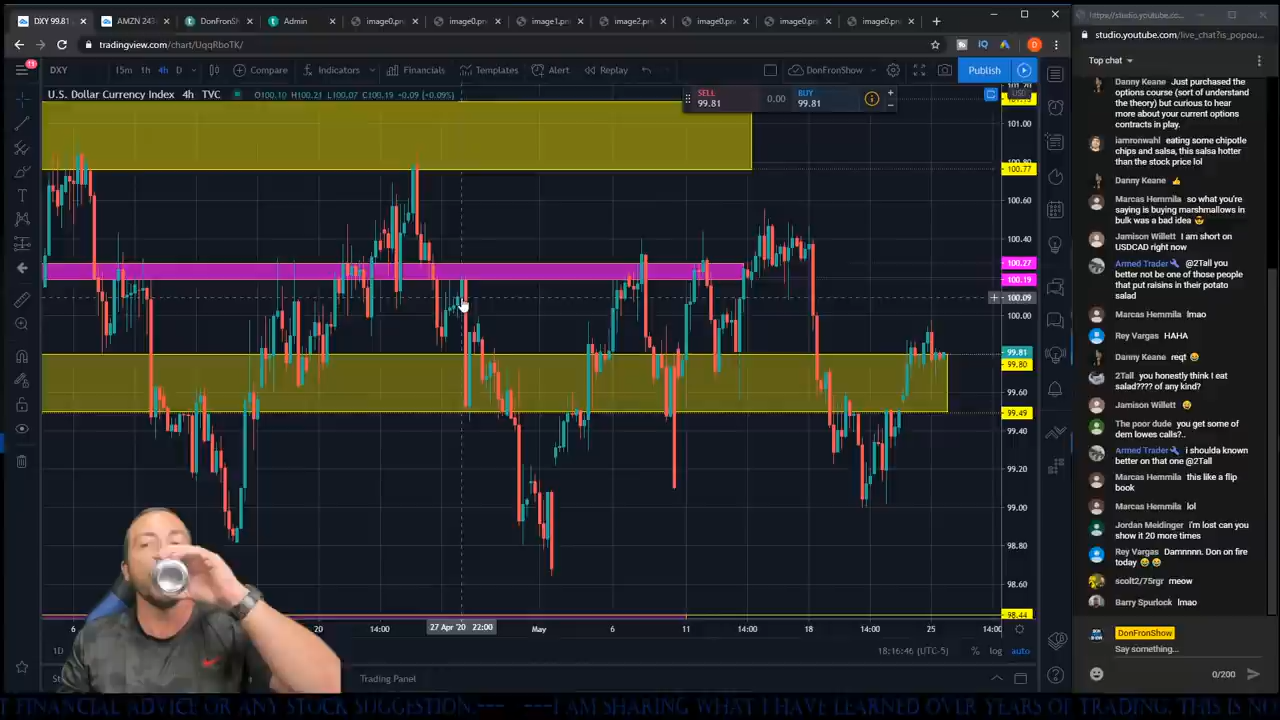 DXY 99.81
AMZN 243
DonFronSh
Admin
image0.pn
image0.pn
image1.pn
image2.pn
image0.pn
image0.pn
image0.pn
tradingview.com/chart/UqqRboTK/
DXY
15m
1h
4h
D
Compare
Indicators
Financials
Templates
Alert
Replay
DonFronShow
Publish
U.S. Dollar Currency Index 4h TVC
O100.10 H100.21 L100.07 C100.19 +0.09 (+0.09%)
SELL
99.81
0.00
BUY
99.81
101.00
100.77
100.60
100.40
100.27
100.19
100.09
100.00
99.81
99.80
99.60
99.49
99.40
99.20
99.00
98.80
98.60
98.44
6
20
14:00
27 Apr '20 22:00
May
6
11
14:00
18
14:00
25
14:00
1D
18:16:46 (UTC-5)
%
log
auto
Trading Panel
https://studio.youtube.co...
studio.youtube.com/live_chat?is_popou...
Top chat
Danny Keane Just purchased the
options course (sort of understand
the theory) but curious to hear
more about your current options
contracts in play.
iamronwahl eating some chipotle
chips and salsa, this salsa hotter
than the stock price lol
Danny Keane 👍
Marcas Hemmila so what you're
saying is buying marshmallows in
bulk was a bad idea 😎
Jamison Willett I am short on
USDCAD right now
Armed Trader @2Tall you
better not be one of those people
that put raisins in their potato
salad
Marcas Hemmila lmao
Rey Vargas HAHA
Danny Keane reqt 😄
2Tall you honestly think I eat
salad???? of any kind?
Jamison Willett 😄
The poor dude you get some of
dem lowes calls?..
Armed Trader i shoulda known
better on that one @2Tall
Marcas Hemmila this like a flip
book
Marcas Hemmila lol
Jordan Meidinger i'm lost can you
show it 20 more times
Rey Vargas Damnnnn. Don on fire
today 😂 😂
scolt2/75rgr meow
Barry Spurlock lmao
DonFronShow
Say something...
0/200
T FINANCIAL ADVICE OR ANY STOCK SUGGESTION --- ---I AM SHARING WHAT I HAVE LEARNED OVER YEARS OF TRADING. THIS IS NO